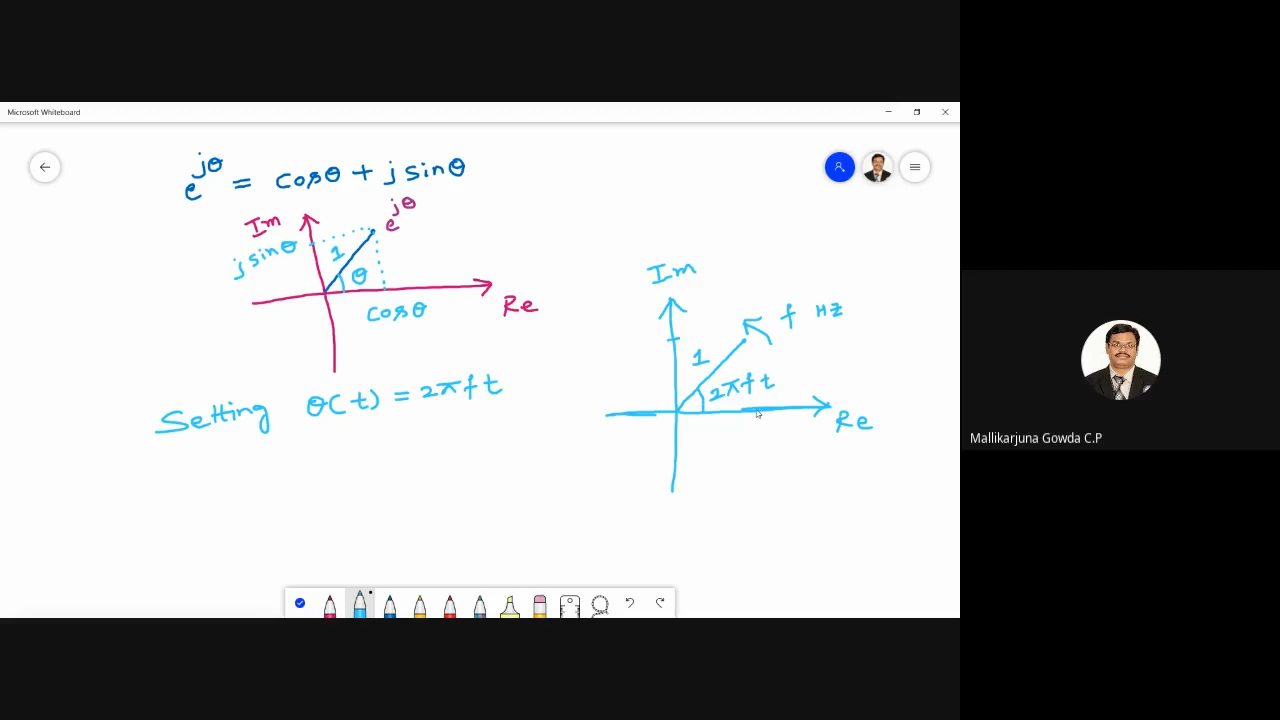 Microsoft Whiteboard
e^jθ = cosθ + j sinθ
Im
e^jθ
j sinθ
1
θ
cosθ
Re
Setting θ(t) = 2πft
Im
f HZ
1
2πft
Re
Mallikarjuna Gowda C.P